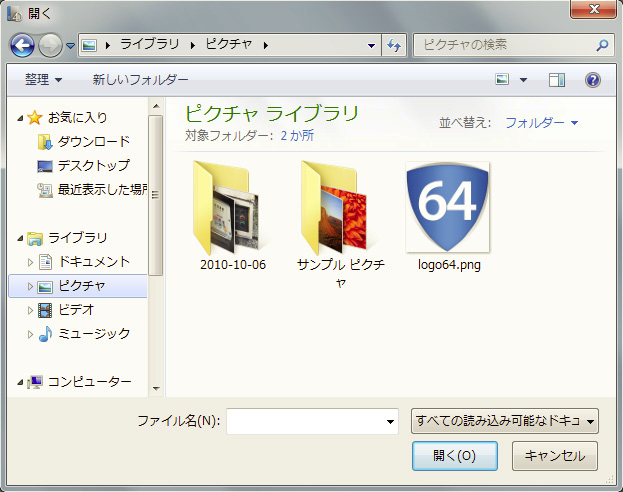 開く
ライブラリ ピクチャ
ピクチャの検索
整理 新しいフォルダー
お気に入り
ダウンロード
デスクトップ
最近表示した場所
ライブラリ
ドキュメント
ピクチャ
ビデオ
ミュージック
コンピューター
ピクチャ ライブラリ
対象フォルダー: 2 か所
並べ替え: フォルダー
2010-10-06
サンプル ピクチ
ャ
64
logo64.png
ファイル名(N):
すべての読み込み可能なドキュ
開く(O)
キャンセル